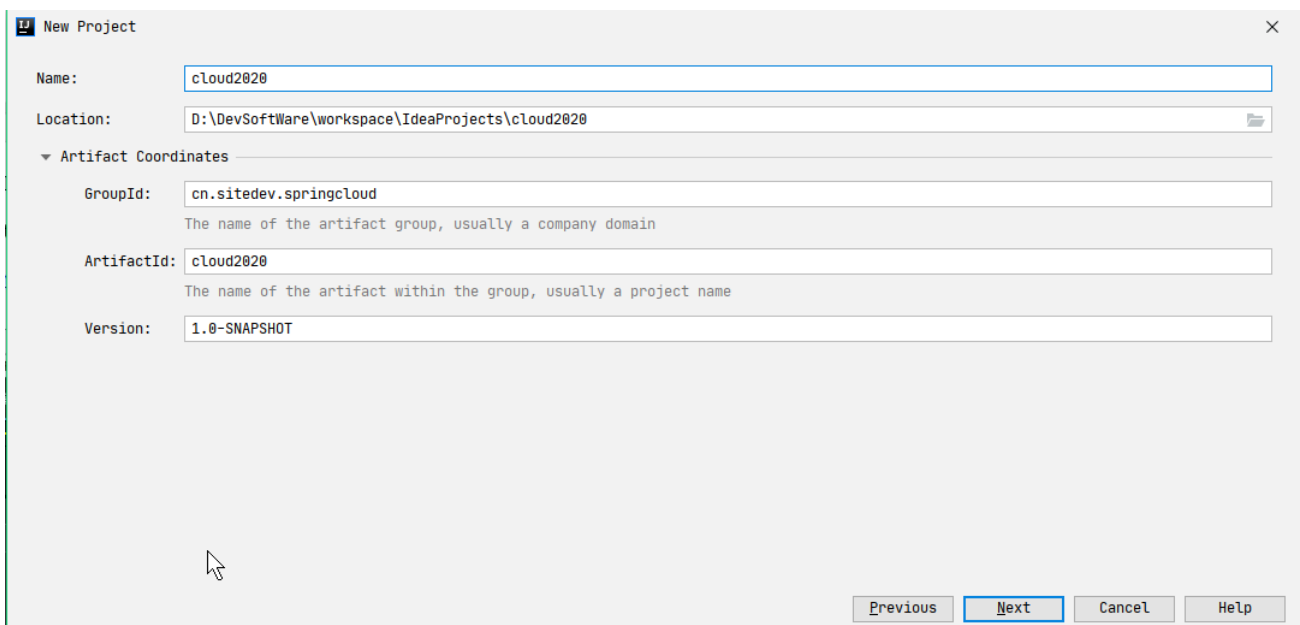 New Project
Name: cloud2020
Location: D:\DevSoftWare\workspace\IdeaProjects\cloud2020
Artifact Coordinates
GroupId: cn.sitedev.springcloud
The name of the artifact group, usually a company domain
ArtifactId: cloud2020
The name of the artifact within the group, usually a project name
Version: 1.0-SNAPSHOT
Previous Next Cancel Help